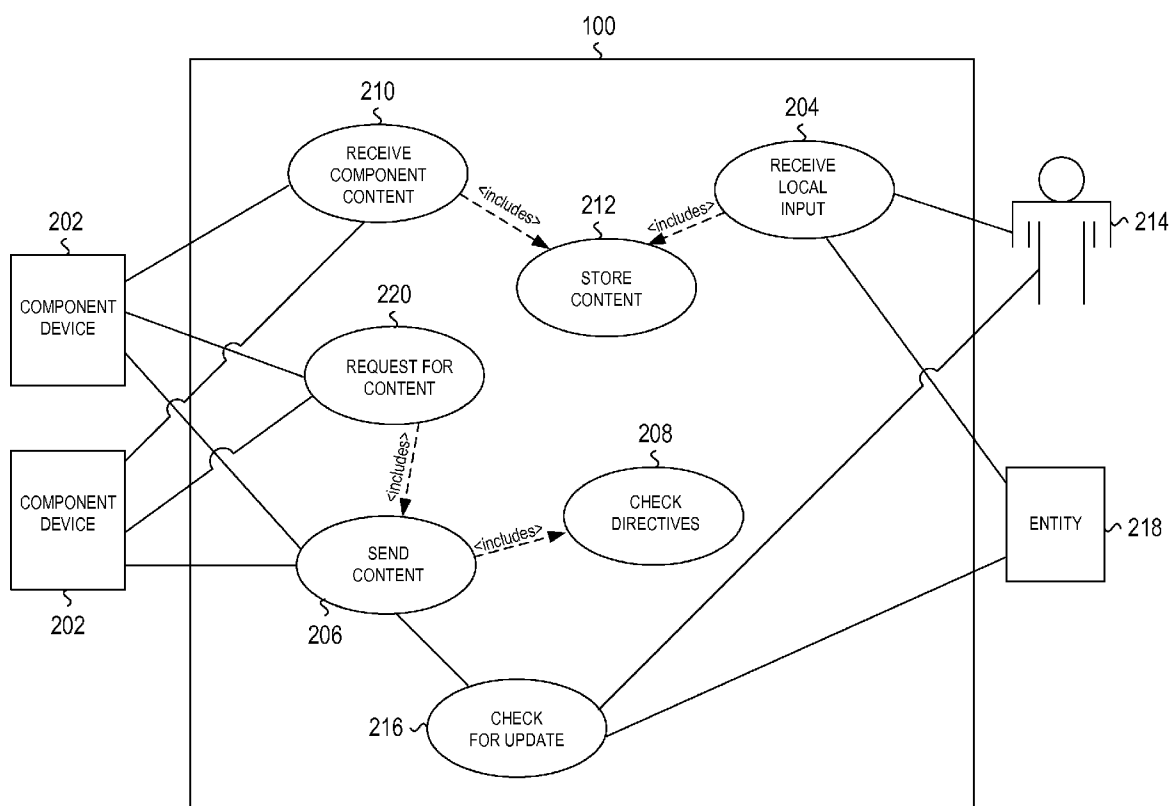 100
210
RECEIVE
COMPONENT
CONTENT
204
RECEIVE
LOCAL
INPUT
<includes>
<includes>
212
STORE
CONTENT
214
202
COMPONENT
DEVICE
220
REQUEST FOR
CONTENT
<includes>
208
CHECK
DIRECTIVES
COMPONENT
DEVICE
202
SEND
CONTENT
206
<includes>
ENTITY
218
216
CHECK
FOR UPDATE